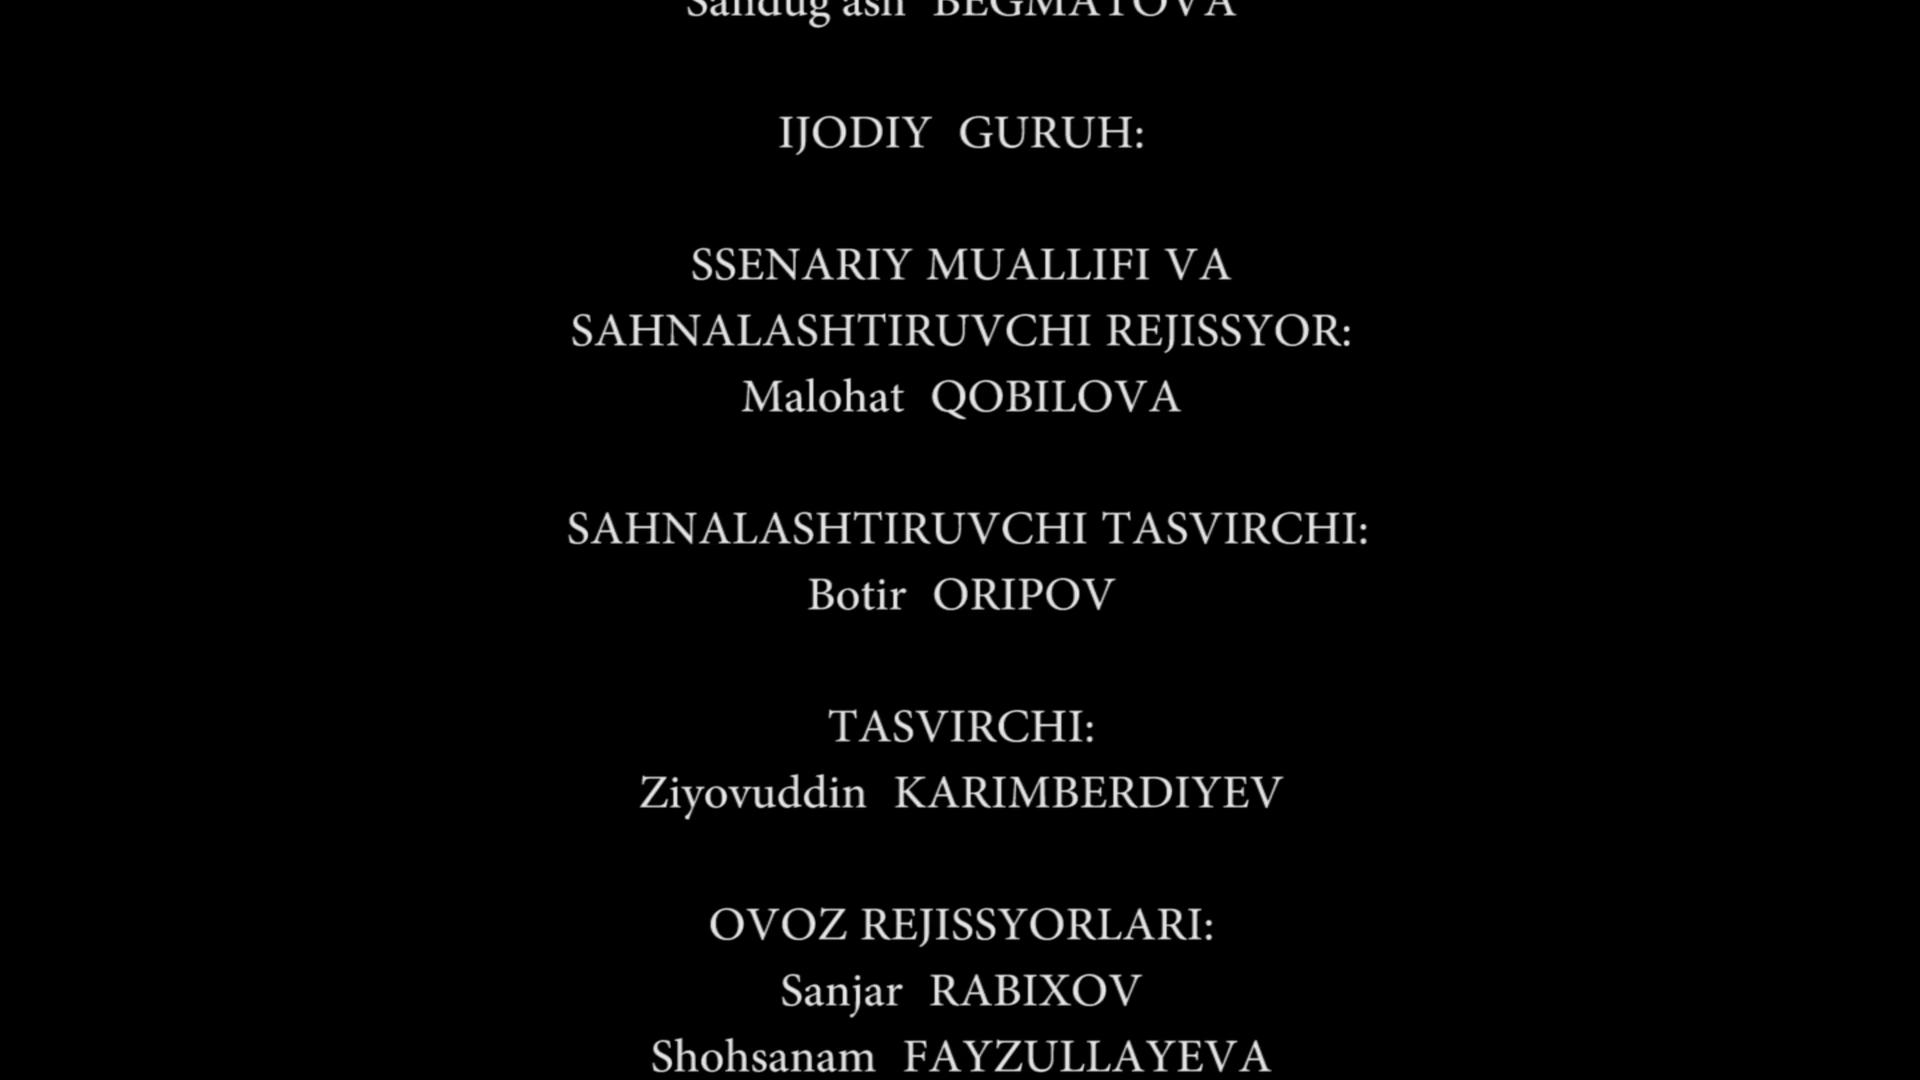 BEGMATOVA
IJODIY GURUH:
SSENARIY MUALLIFI VA
SAHNALASHTIRUVCHI REJISSYOR:
Malohat QOBILOVA
SAHNALASHTIRUVCHI TASVIRCHI:
Botir ORIPOV
TASVIRCHI:
Ziyovuddin KARIMBERDIYEV
OVOZ REJISSYORLARI:
Sanjar RABIXOV
Shohsanam FAYZULLAYEVA